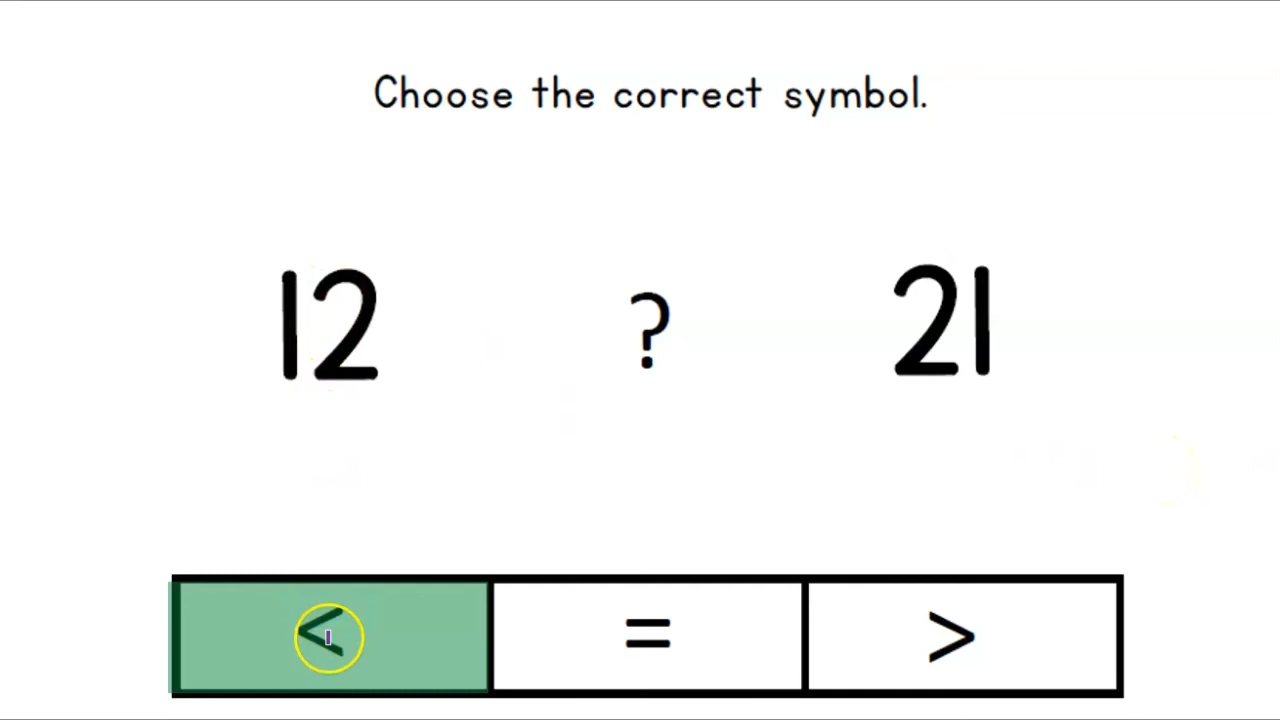 Choose the correct symbol.
12 ? 21
< = >